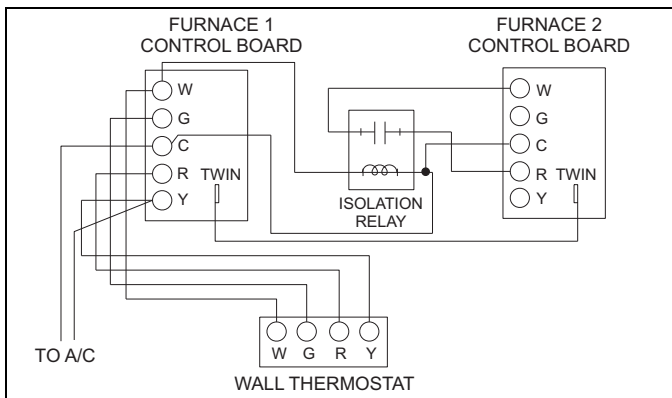 FURNACE 1
CONTROL BOARD
FURNACE 2
CONTROL BOARD
W
G
C
R TWIN
Y
ISOLATION
RELAY
W
G
C
R TWIN
Y
TO A/C
W G R Y
WALL THERMOSTAT